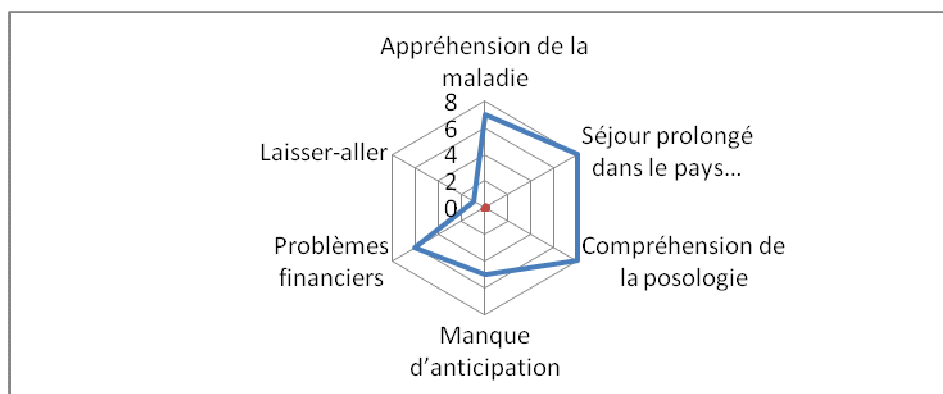 Appréhension de la
maladie
8
6
4
2
0
Séjour prolongé
dans le pays...
Laisser-aller
Compréhension de
la posologie
Problèmes
financiers
Manque
d'anticipation